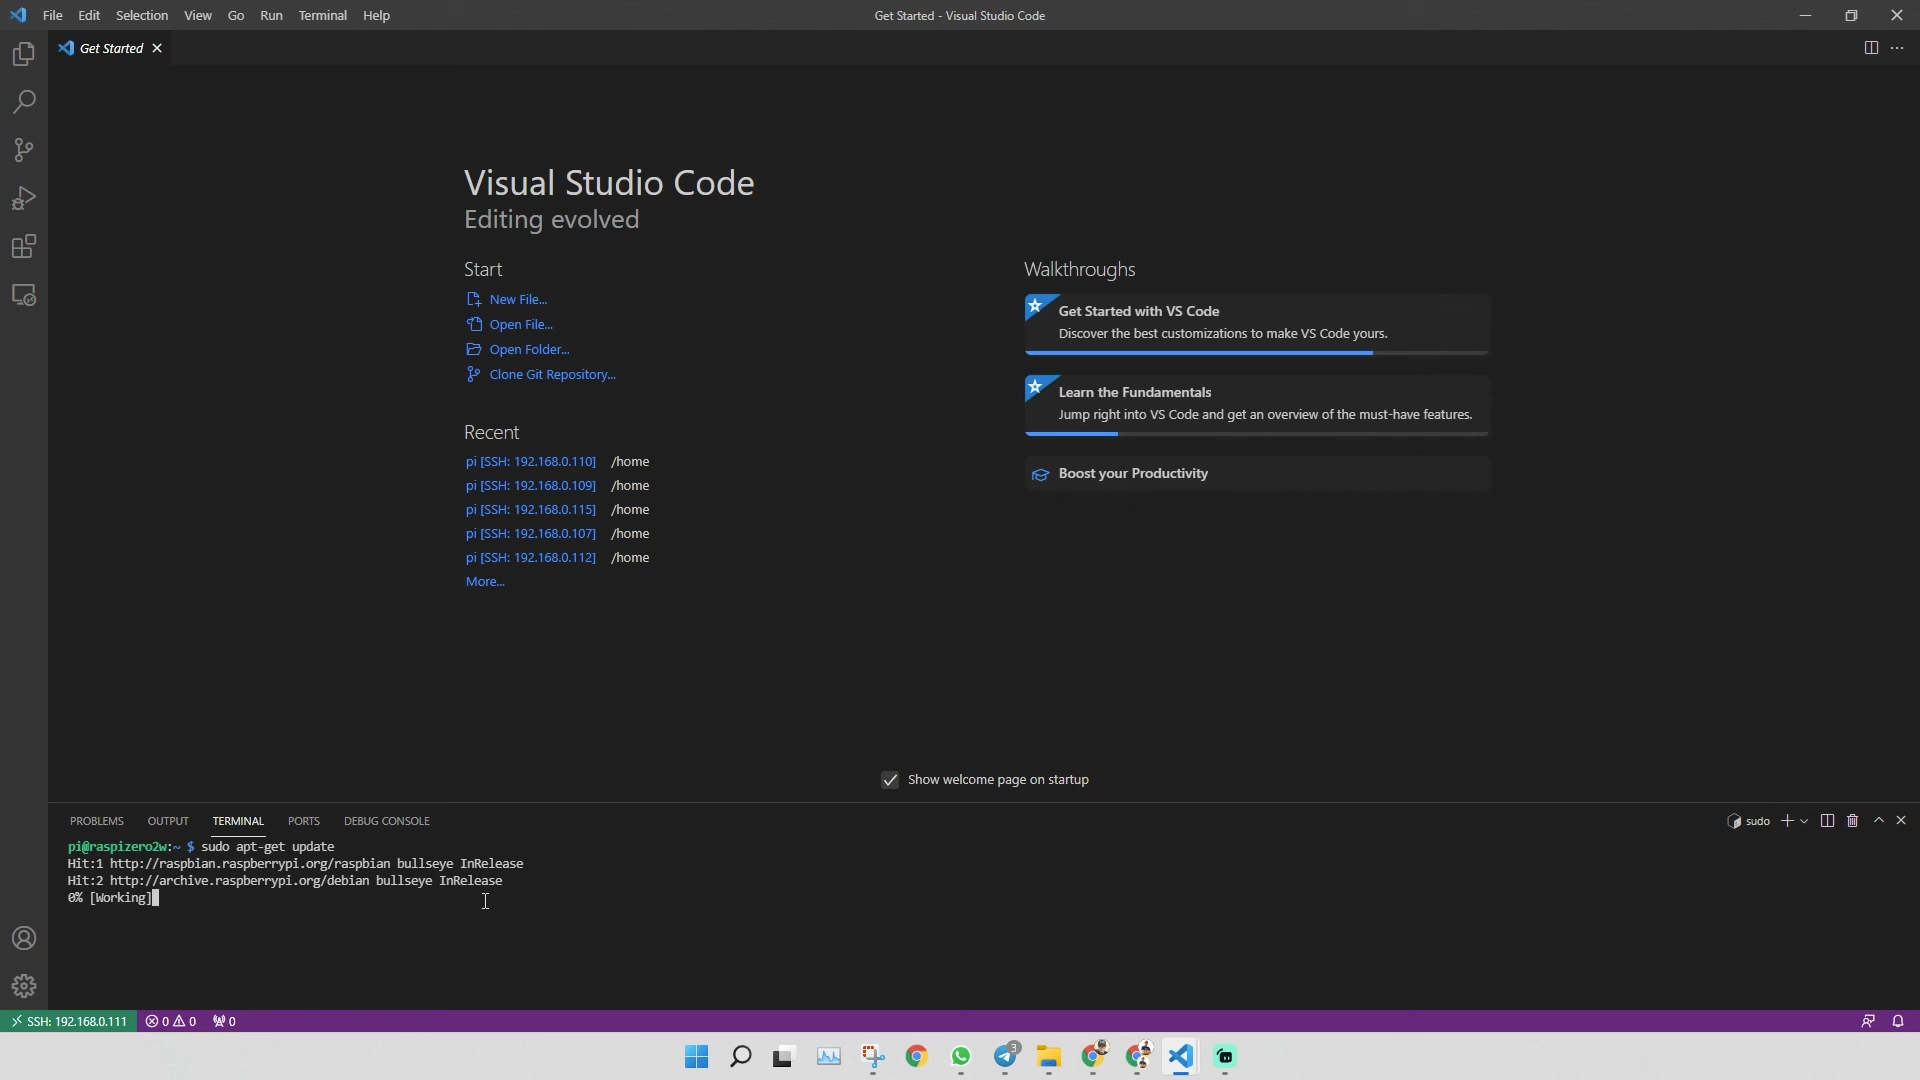 File Edit Selection View Go Run Terminal Help
Get Started - Visual Studio Code
Get Started
Visual Studio Code
Editing evolved
Start
New File...
Open File...
Open Folder...
Clone Git Repository...
Recent
pi [SSH: 192.168.0.110] /home
pi [SSH: 192.168.0.109] /home
pi [SSH: 192.168.0.115] /home
pi [SSH: 192.168.0.107] /home
pi [SSH: 192.168.0.112] /home
More...
Walkthroughs
Get Started with VS Code
Discover the best customizations to make VS Code yours.
Learn the Fundamentals
Jump right into VS Code and get an overview of the must-have features.
Boost your Productivity
Show welcome page on startup
PROBLEMS OUTPUT TERMINAL PORTS DEBUG CONSOLE
sudo
pi@raspizero2w:~ $ sudo apt-get update
Hit:1 http://raspbian.raspberrypi.org/raspbian bullseye InRelease
Hit:2 http://archive.raspberrypi.org/debian bullseye InRelease
0% [Working]
SSH: 192.168.0.111 0 0 0
3